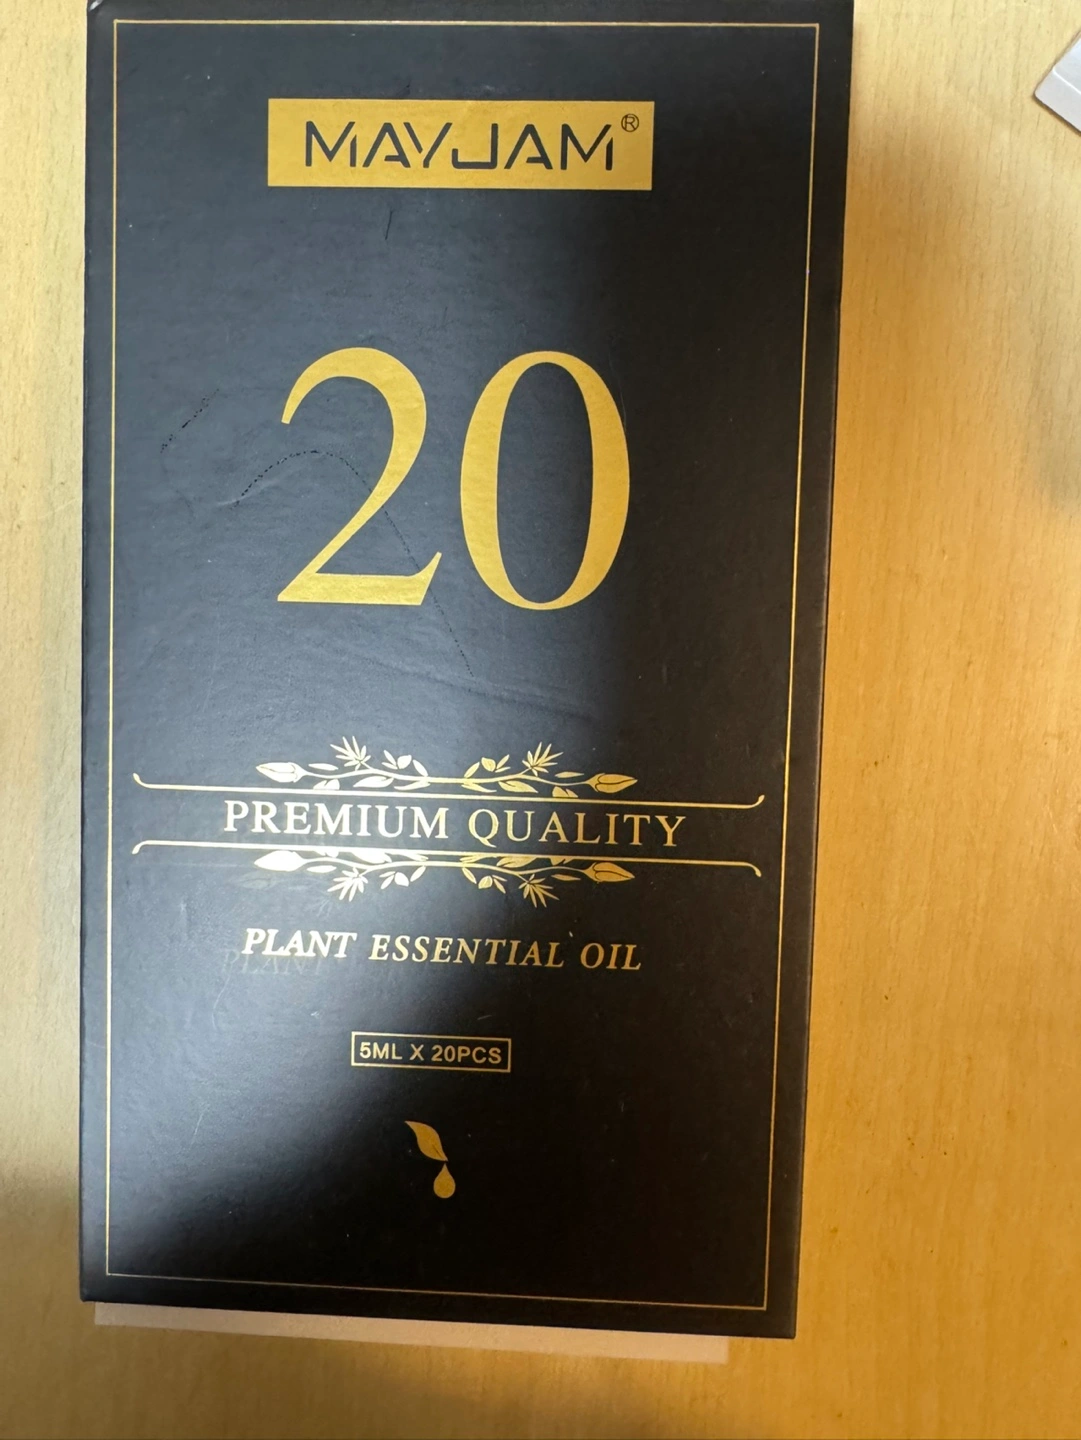 MAYJAM®
20
PREMIUM QUALITY
PLANT ESSENTIAL OIL
5ML X 20PCS